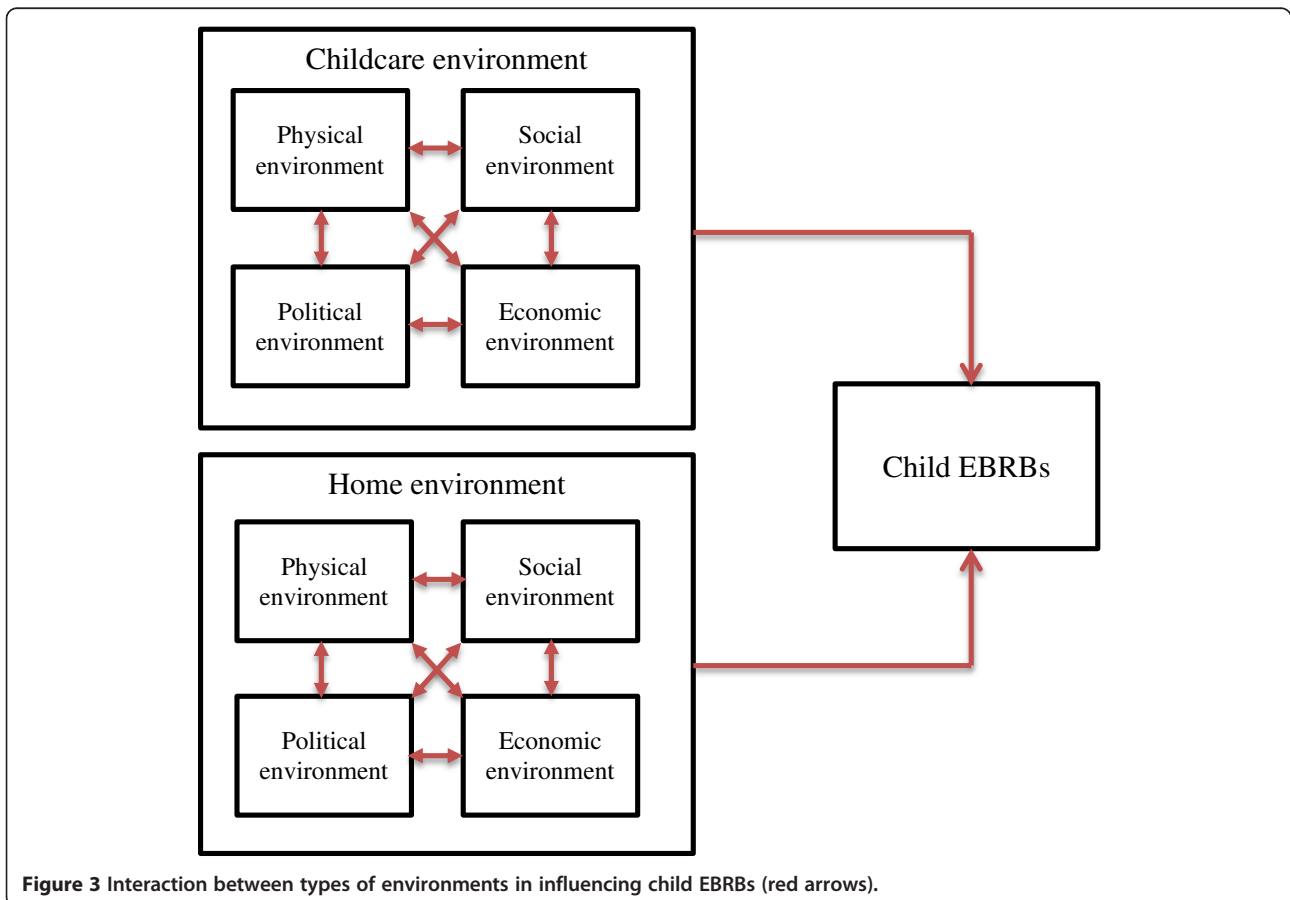 Childcare environment
Physical
environment
Social
environment
Political
environment
Economic
environment
Home environment
Physical
environment
Social
environment
Political
environment
Economic
environment
Child EBRBs
Figure 3 Interaction between types of environments in influencing child EBRBs (red arrows).